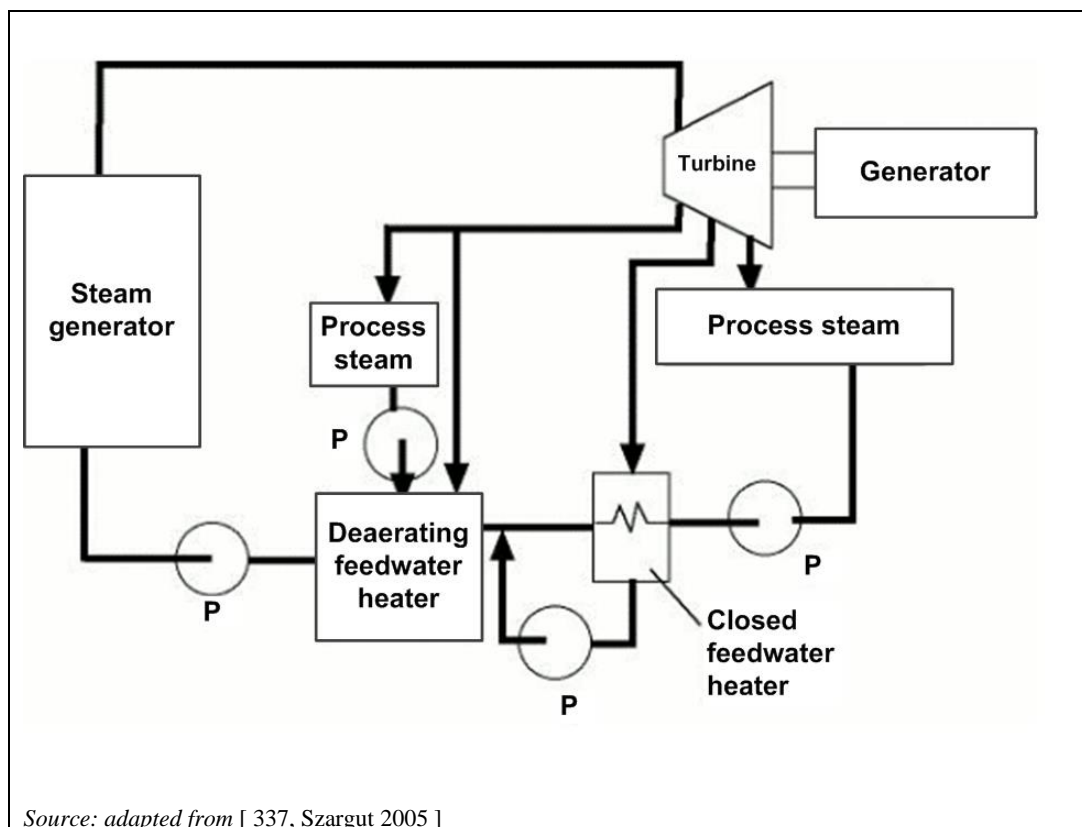 Turbine
Generator
Steam
generator
Process
steam
Process steam
P
Deaerating
feedwater
heater
P
P
P
Closed
feedwater
heater
Source: adapted from [ 337, Szargut 2005 ]